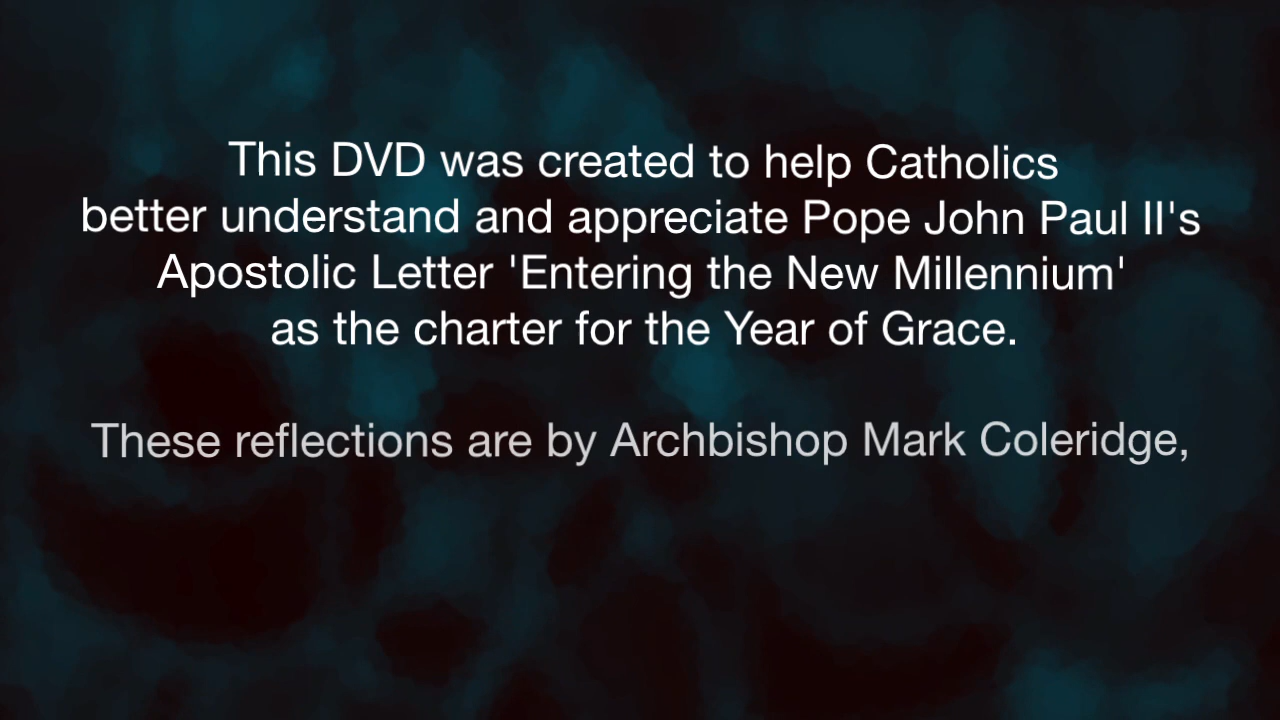 This DVD was created to help Catholics
better understand and appreciate Pope John Paul II's
Apostolic Letter 'Entering the New Millennium'
as the charter for the Year of Grace.
These reflections are by Archbishop Mark Coleridge,